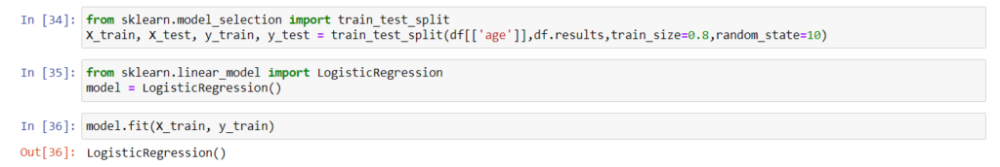 In [34]: from sklearn.model_selection import train_test_split
X_train, X_test, y_train, y_test = train_test_split(df[['age']],df.results,train_size=0.8,random_state=10)
In [35]: from sklearn.linear_model import LogisticRegression
model = LogisticRegression()
In [36]: model.fit(X_train, y_train)
Out[36]: LogisticRegression()